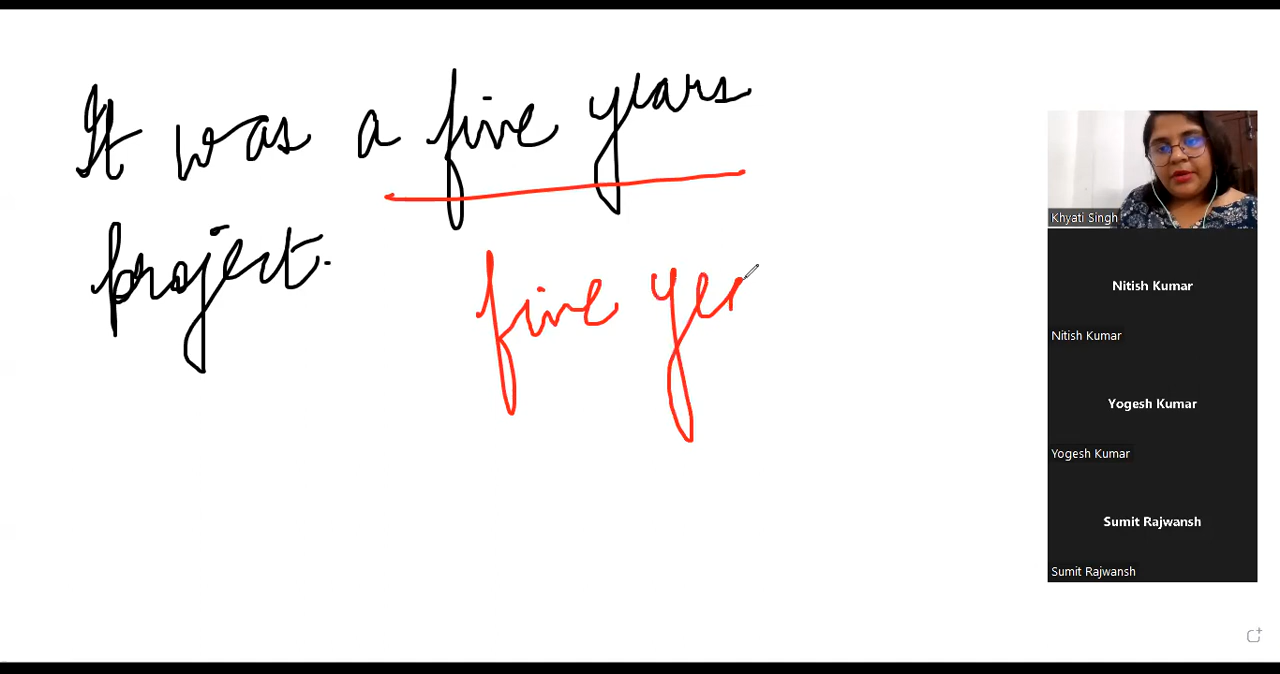 It was a five years
project.
five yer
Khyati Singh
Nitish Kumar
Nitish Kumar
Yogesh Kumar
Yogesh Kumar
Sumit Rajwansh
Sumit Rajwansh